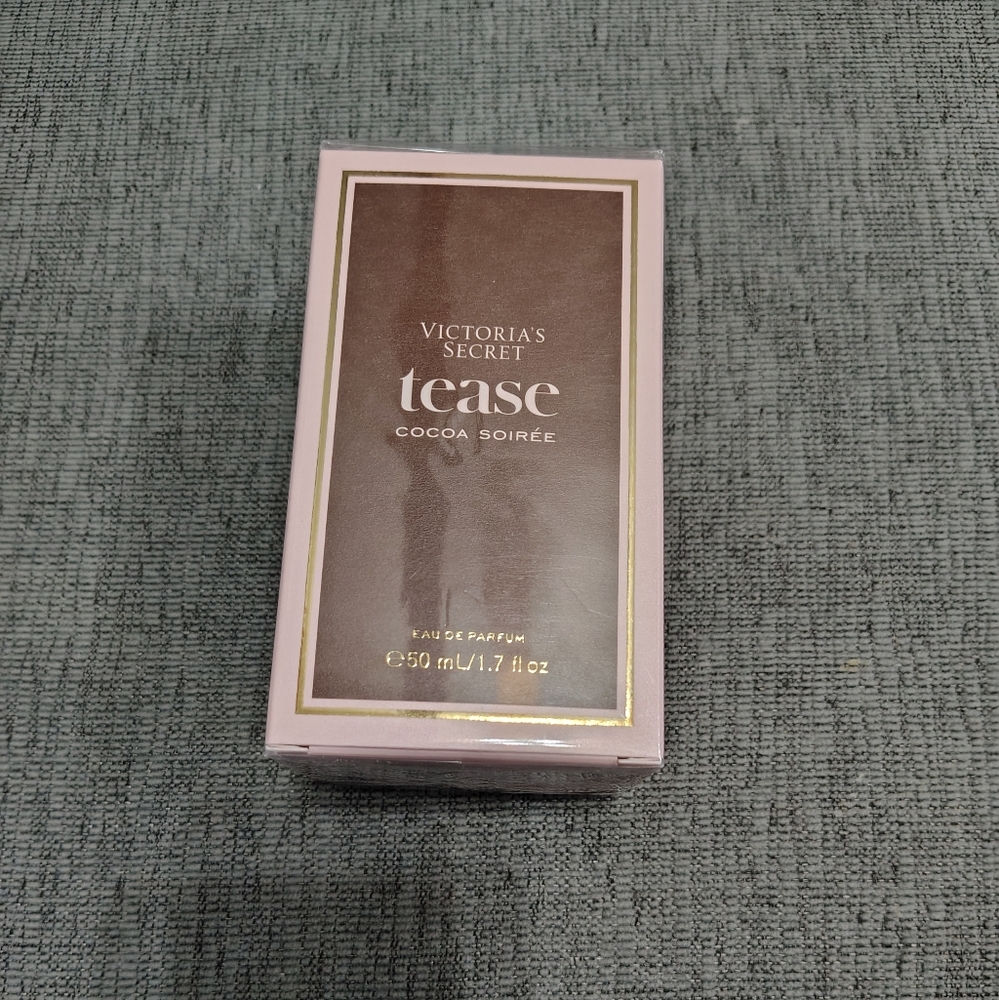 VICTORIA'S
SECRET
tease
COCOA SOIRÉE
EAU DE PARFUM
℮50 mL/1.7 fl oz